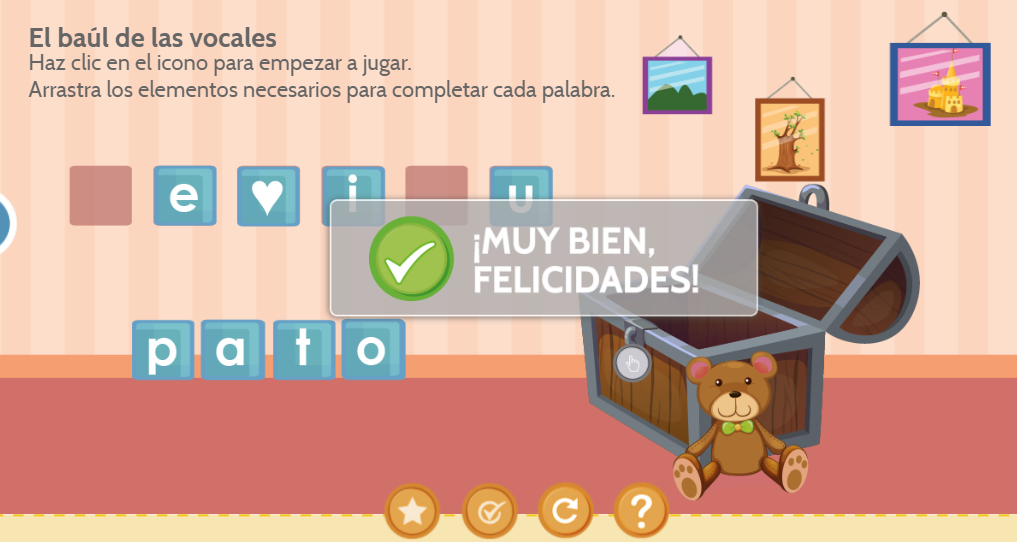 El baúl de las vocales
Haz clic en el icono para empezar a jugar.
Arrastra los elementos necesarios para completar cada palabra.
e ♥ i u
¡MUY BIEN,
FELICIDADES!
pato
?